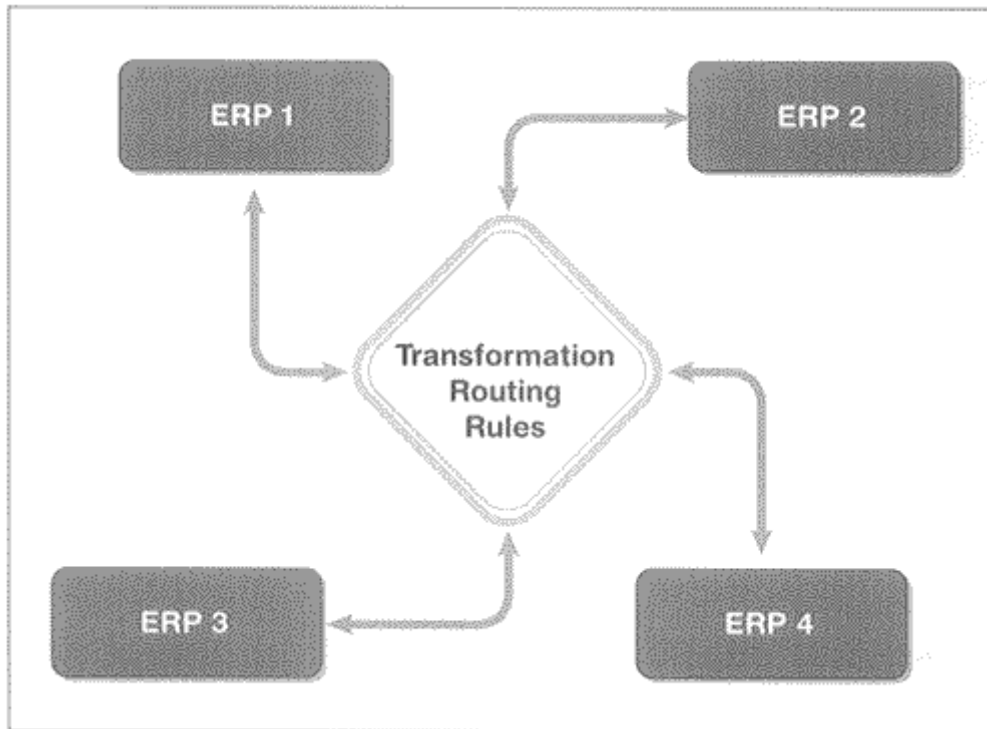 ERP 1
ERP 2
Transformation
Routing
Rules
ERP 3
ERP 4